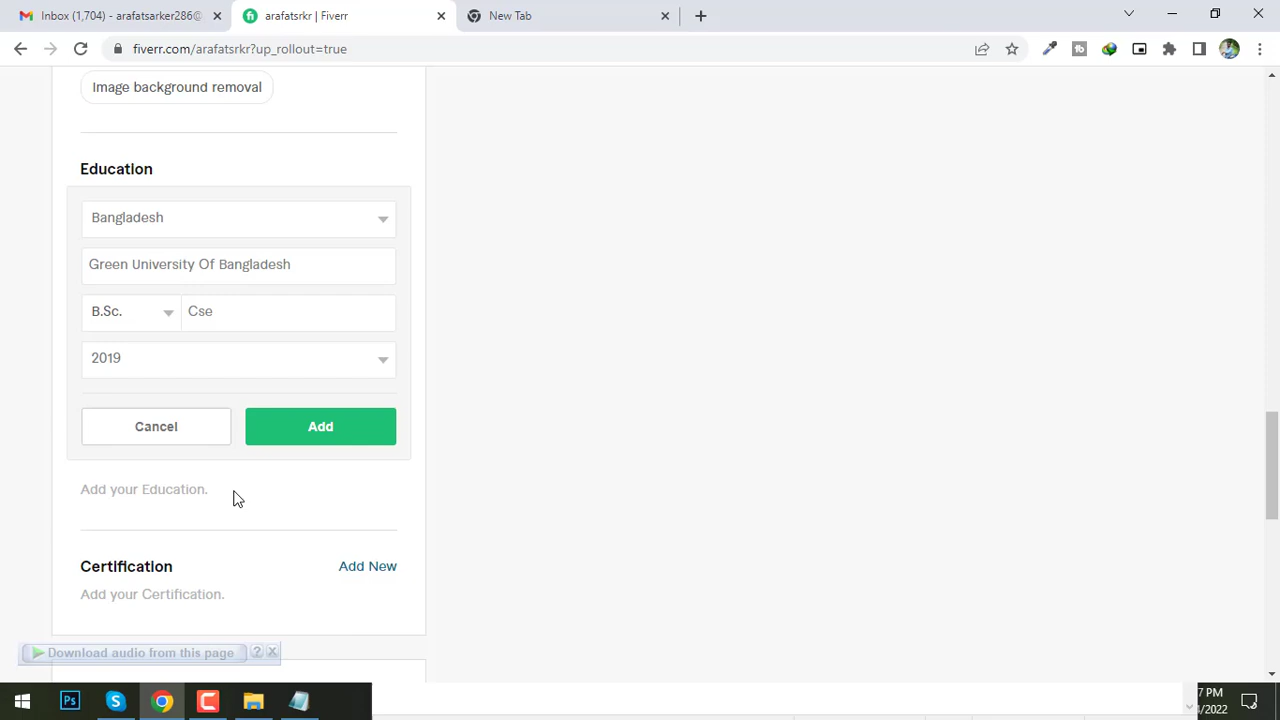 Inbox (1,704) - arafatsarker286@
arafatsrkr | Fiverr
New Tab
fiverr.com/arafatsrkr?up_rollout=true
Image background removal
Education
Bangladesh
Green University Of Bangladesh
B.Sc.
Cse
2019
Cancel
Add
Add your Education.
Certification
Add New
Add your Certification.
Download audio from this page
?
Ps
7 PM
/2022